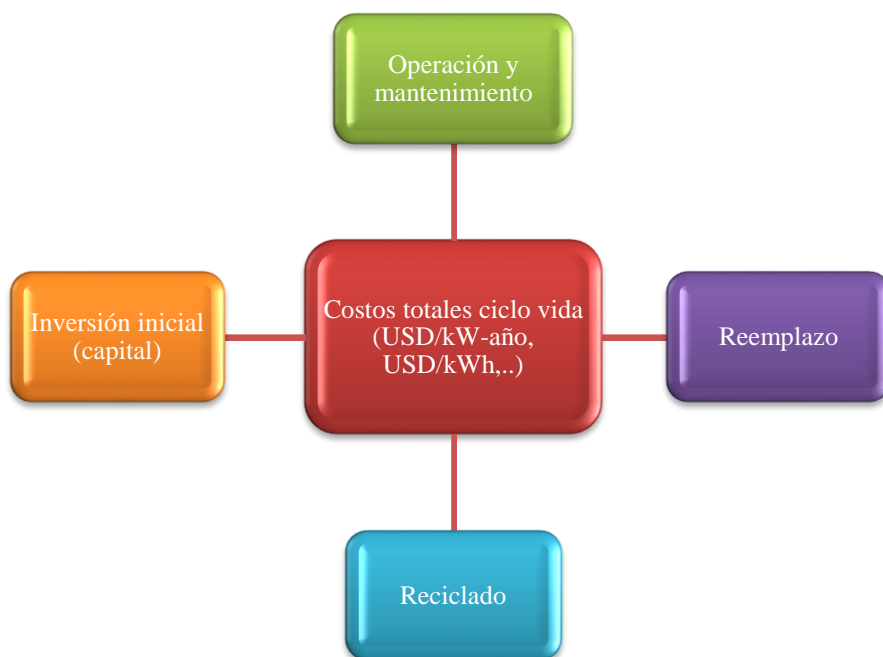 Operación y
mantenimiento
Inversión inicial
(capital)
Costos totales ciclo vida
(USD/kW-año,
USD/kWh,..)
Reemplazo
Reciclado